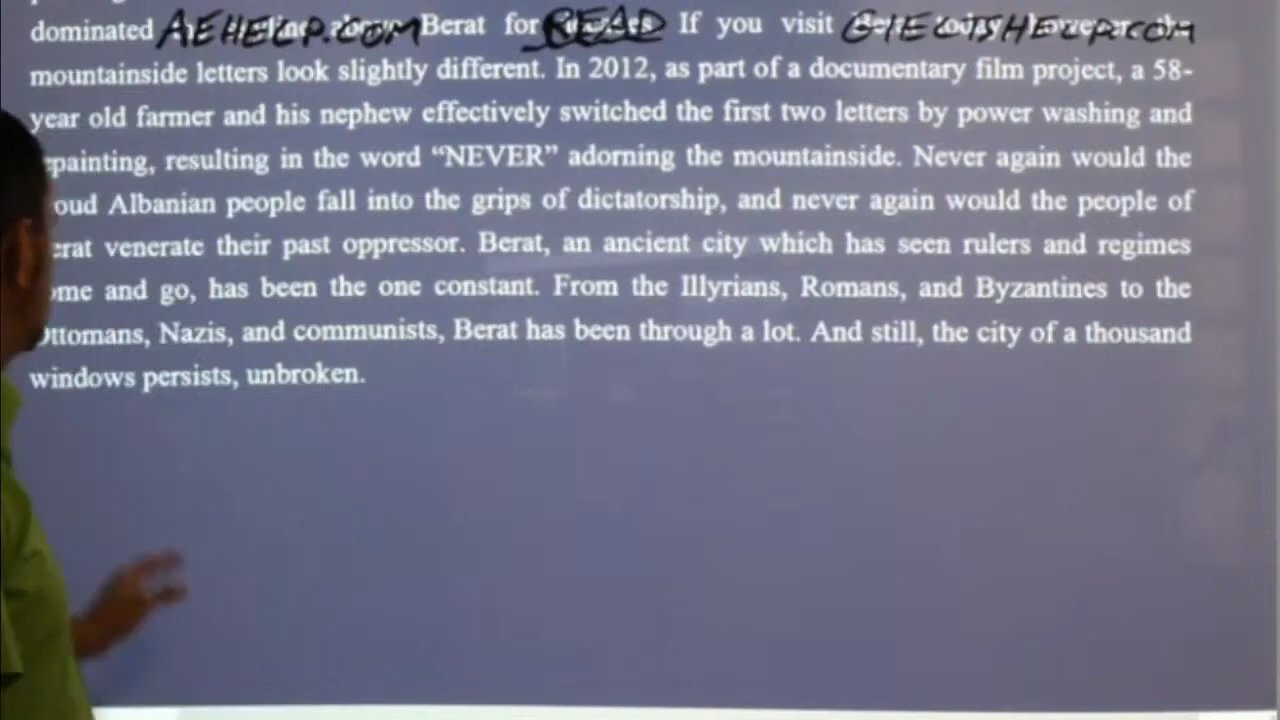 dominated AEHELP.COM Berat for READ If you visit GIELTSHELP.COM
mountainside letters look slightly different. In 2012, as part of a documentary film project, a 58-
year old farmer and his nephew effectively switched the first two letters by power washing and
painting, resulting in the word “NEVER” adorning the mountainside. Never again would the
oud Albanian people fall into the grips of dictatorship, and never again would the people of
erat venerate their past oppressor. Berat, an ancient city which has seen rulers and regimes
me and go, has been the one constant. From the Illyrians, Romans, and Byzantines to the
ttomans, Nazis, and communists, Berat has been through a lot. And still, the city of a thousand
windows persists, unbroken.